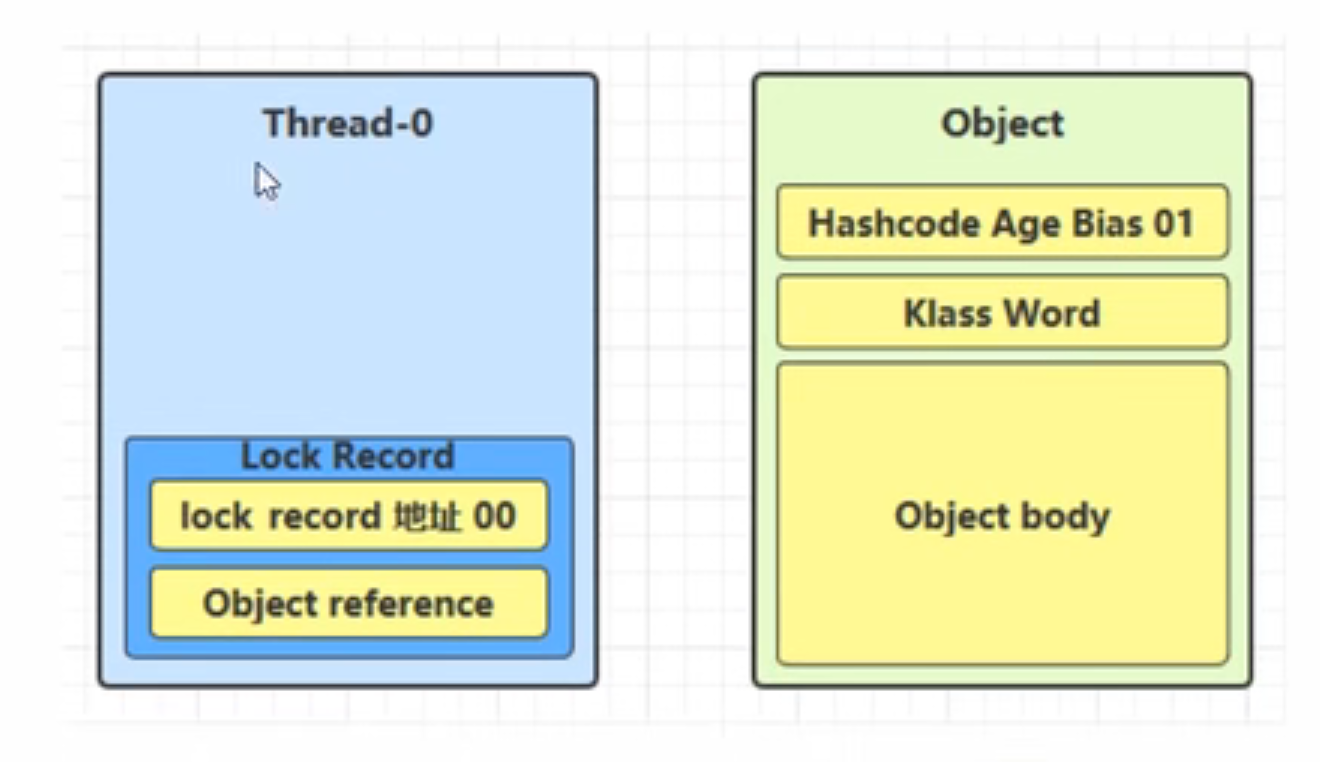 Thread-0
Lock Record
lock record 地址 00
Object reference
Object
Hashcode Age Bias 01
Klass Word
Object body